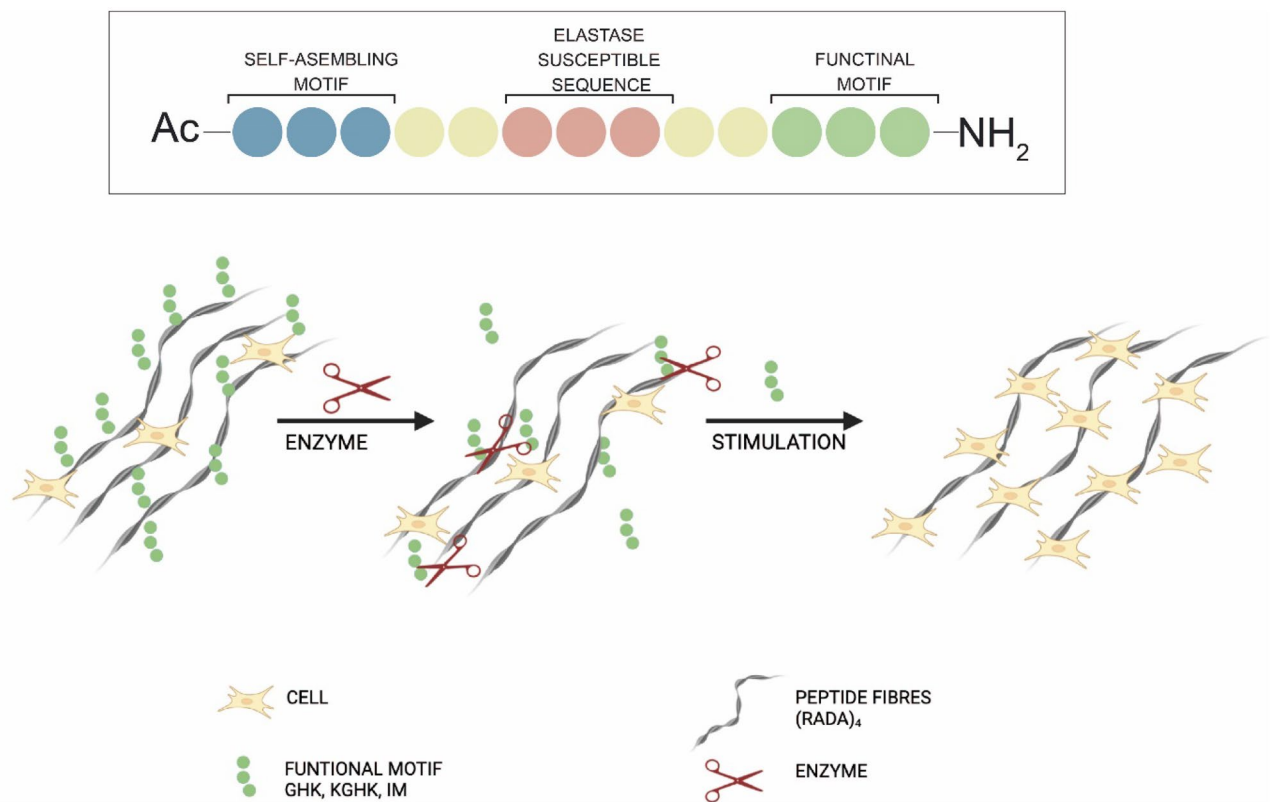 SELF-ASEMBLING
MOTIF
ELASTASE
SUSCEPTIBLE
SEQUENCE
FUNCTINAL
MOTIF
Ac
NH₂
ENZYME
STIMULATION
CELL
FUNTIONAL MOTIF
GHK, KGHK, IM
PEPTIDE FIBRES
(RADA)₄
ENZYME